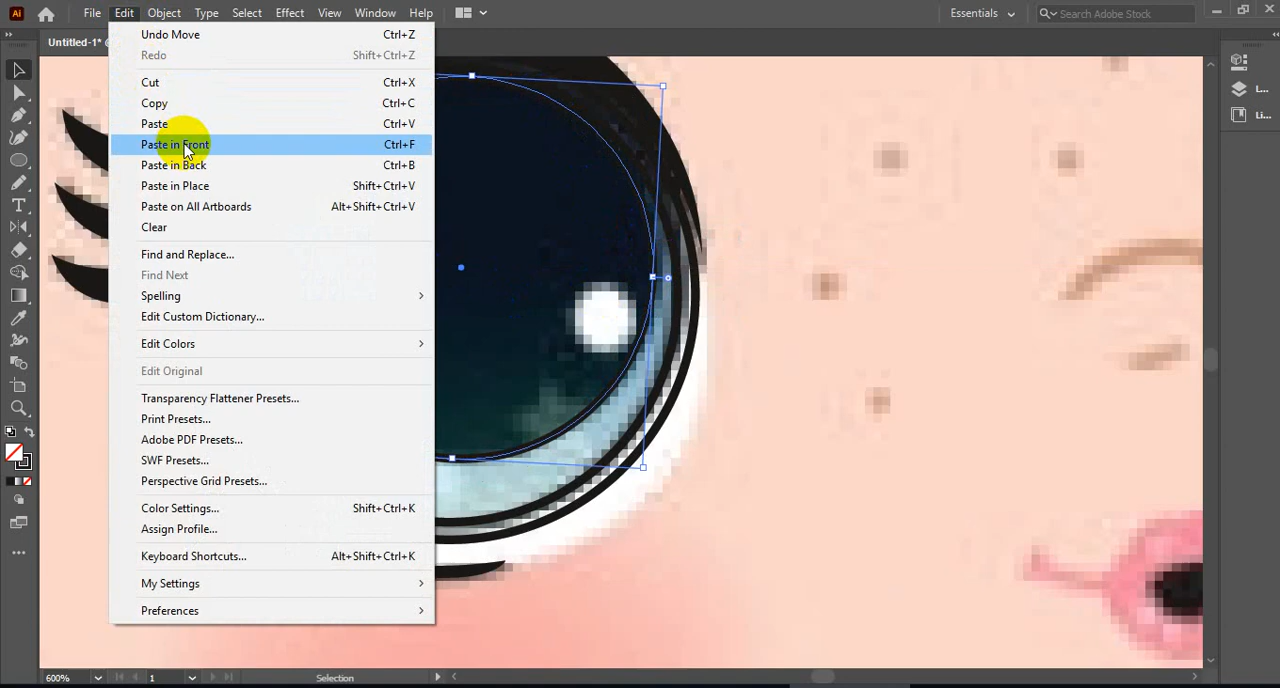 Ai File Edit Object Type Select Effect View Window Help Essentials Search Adobe Stock
Untitled-1*
Undo Move Ctrl+Z
Redo Shift+Ctrl+Z
Cut Ctrl+X
Copy Ctrl+C
Paste Ctrl+V
Paste in Front Ctrl+F
Paste in Back Ctrl+B
Paste in Place Shift+Ctrl+V
Paste on All Artboards Alt+Shift+Ctrl+V
Clear
Find and Replace...
Find Next
Spelling
Edit Custom Dictionary...
Edit Colors
Edit Original
Transparency Flattener Presets...
Print Presets...
Adobe PDF Presets...
SWF Presets...
Perspective Grid Presets...
Color Settings... Shift+Ctrl+K
Assign Profile...
Keyboard Shortcuts... Alt+Shift+Ctrl+K
My Settings
Preferences
L...
Li...
600% 1 Selection